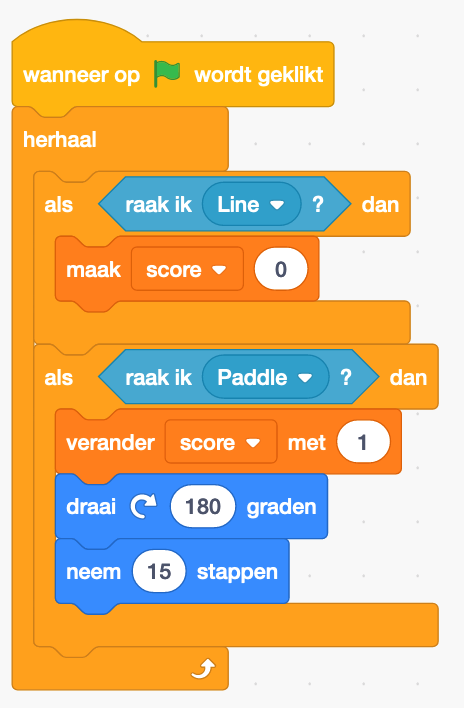 wanneer op wordt geklikt
herhaal
als raak ik Line ? dan
maak score 0
als raak ik Paddle ? dan
verander score met 1
draai 180 graden
neem 15 stappen